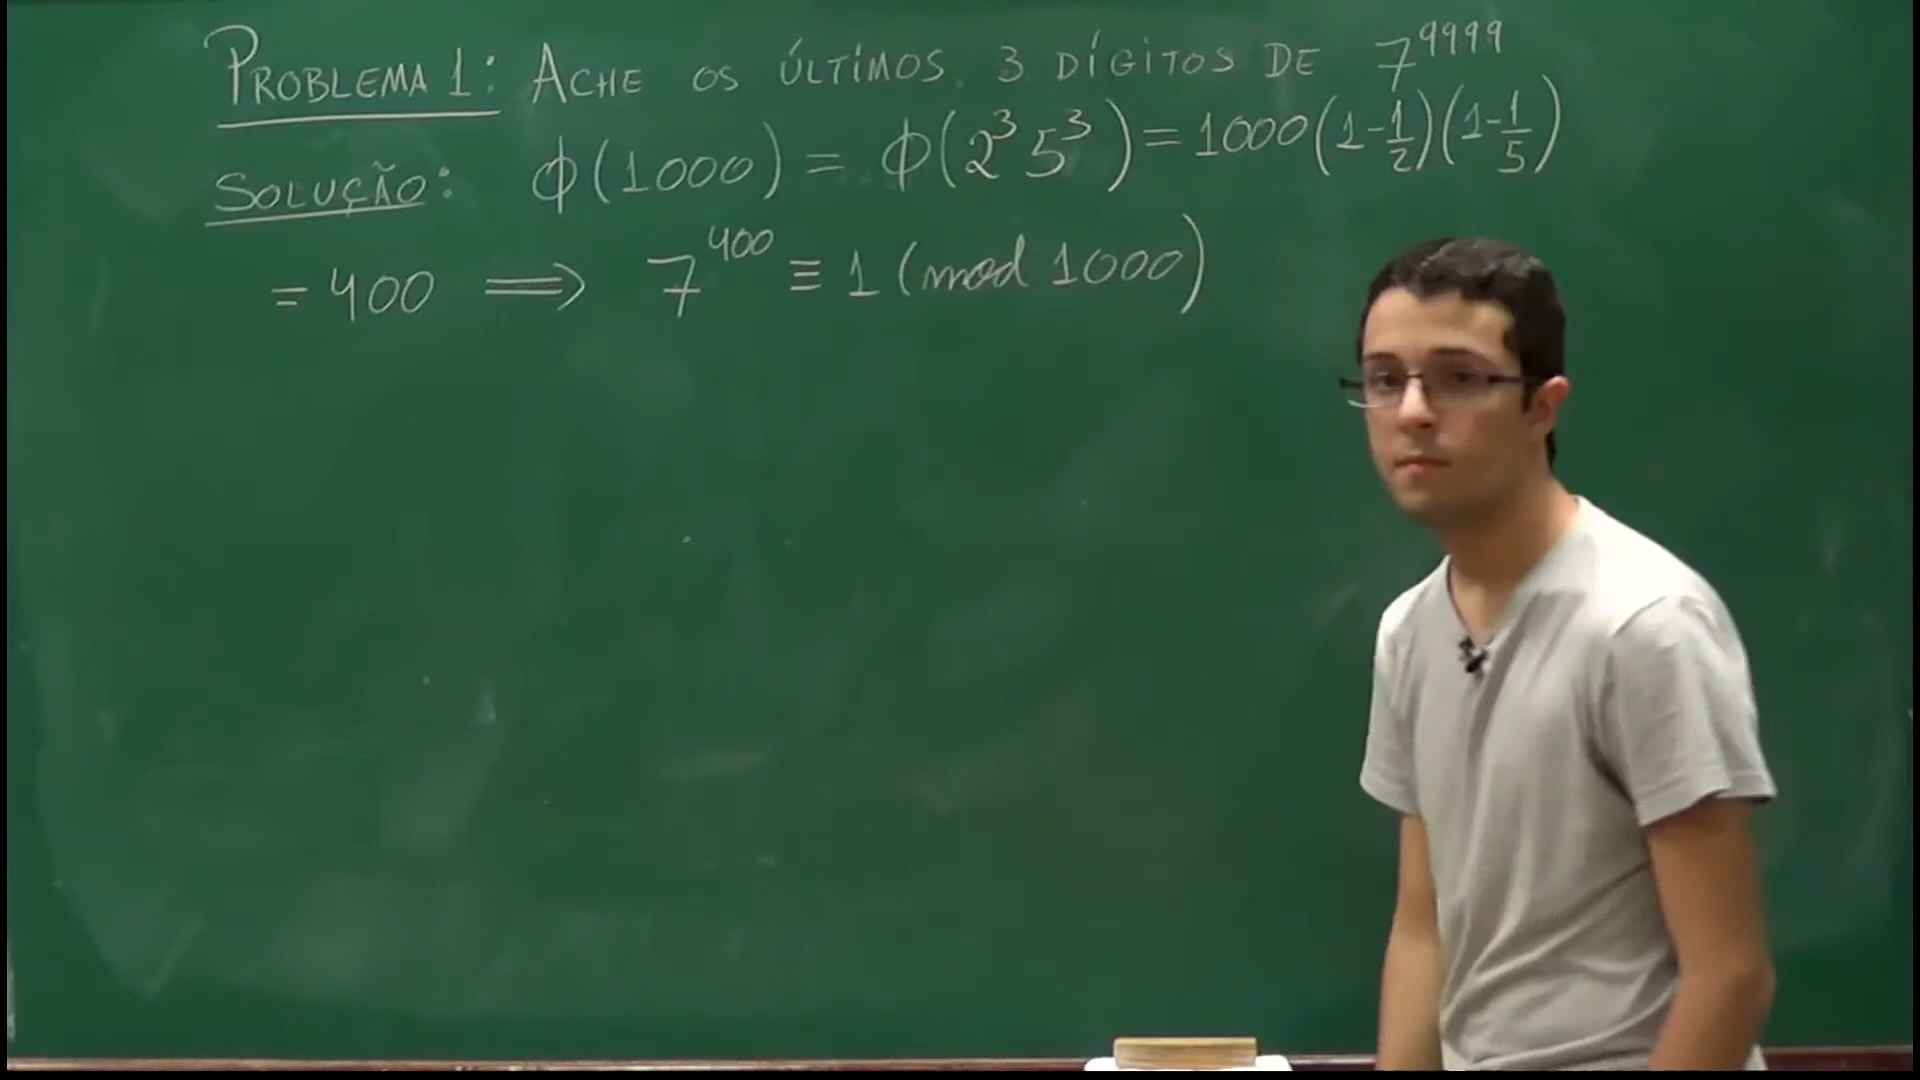 PROBLEMA 1: ACHE OS ÚLTIMOS 3 DÍGITOS DE 7^9999
SOLUÇÃO: ϕ(1000) = ϕ(2^3 5^3) = 1000(1-1/2)(1-1/5)
= 400 ⟹ 7^400 ≡ 1 (mod 1000)